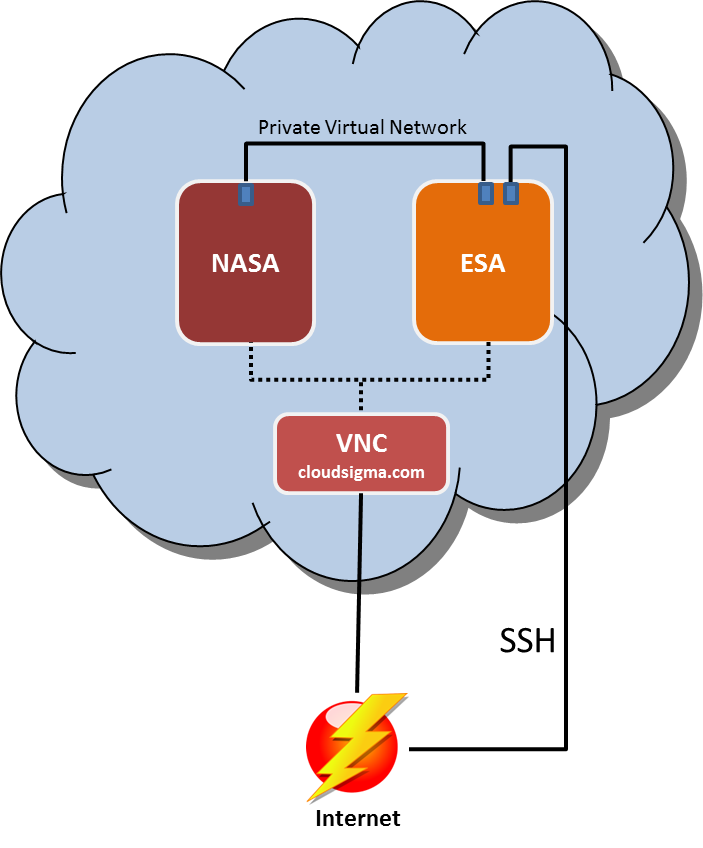 Private Virtual Network
NASA
ESA
VNC
cloudsigma.com
SSH
Internet